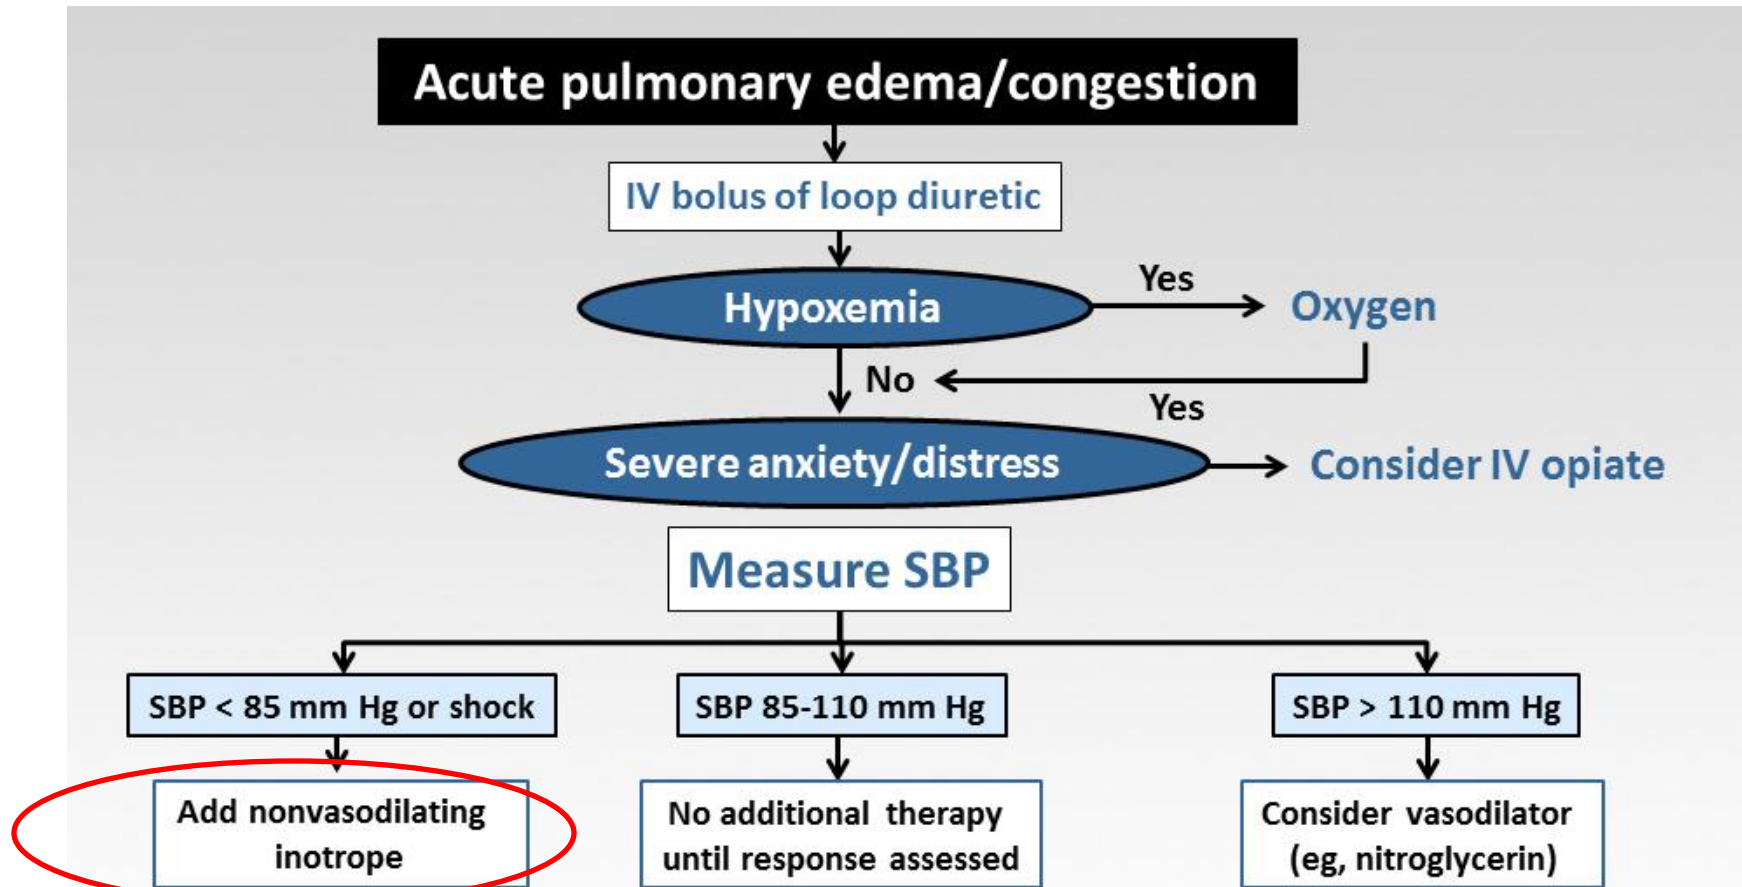 Acute pulmonary edema/congestion
IV bolus of loop diuretic
Hypoxemia
Yes
Oxygen
No
Yes
Severe anxiety/distress
Consider IV opiate
Measure SBP
SBP < 85 mm Hg or shock
SBP 85-110 mm Hg
SBP > 110 mm Hg
Add nonvasodilating
inotrope
No additional therapy
until response assessed
Consider vasodilator
(eg, nitroglycerin)